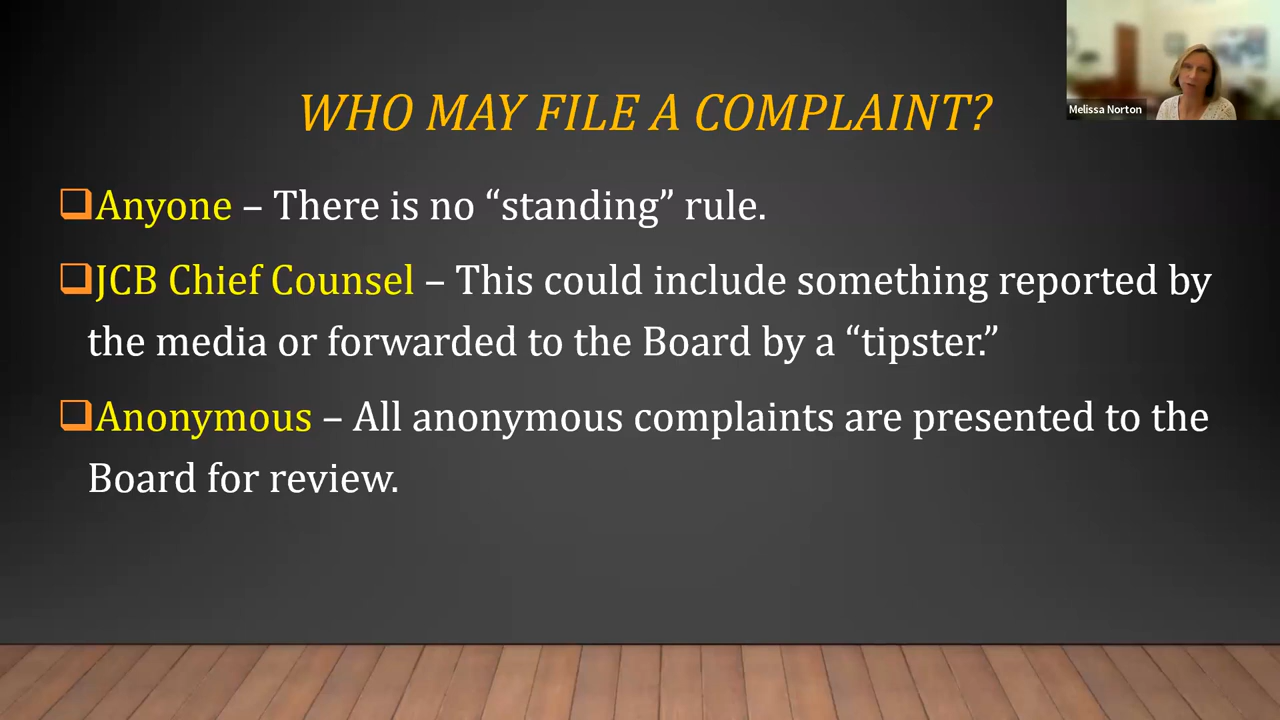 WHO MAY FILE A COMPLAINT?
Melissa Norton
Anyone – There is no “standing” rule.
JCB Chief Counsel – This could include something reported by
the media or forwarded to the Board by a “tipster.”
Anonymous – All anonymous complaints are presented to the
Board for review.